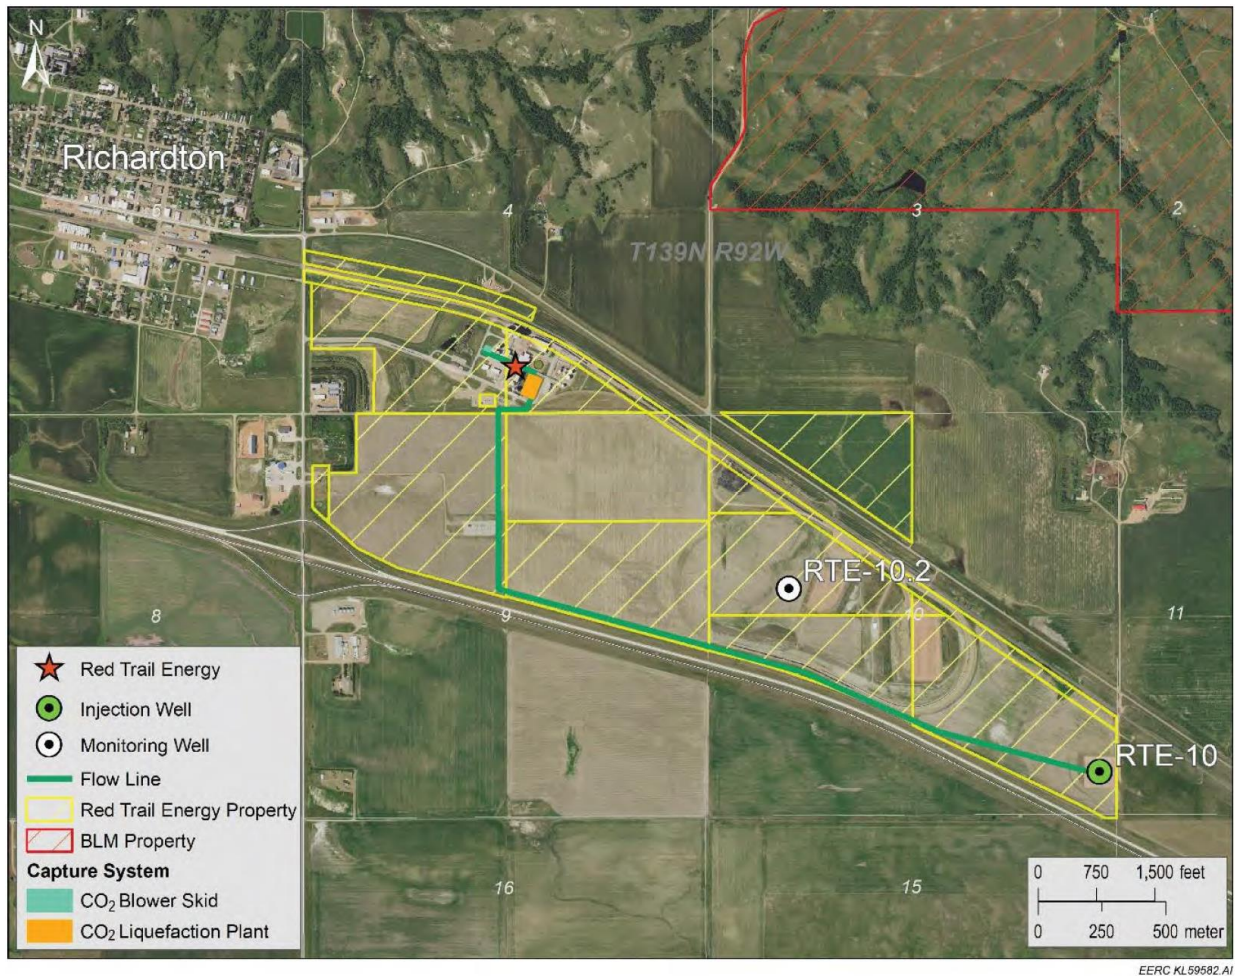 N
Richardton
5
4
3
2
T139N R92W
RTE-10.2
10
11
8
9
RTE-10
16
15
Red Trail Energy
Injection Well
Monitoring Well
Flow Line
Red Trail Energy Property
BLM Property
Capture System
CO₂ Blower Skid
CO₂ Liquefaction Plant
0 750 1,500 feet
0 250 500 meter
EERC KL59582.AI